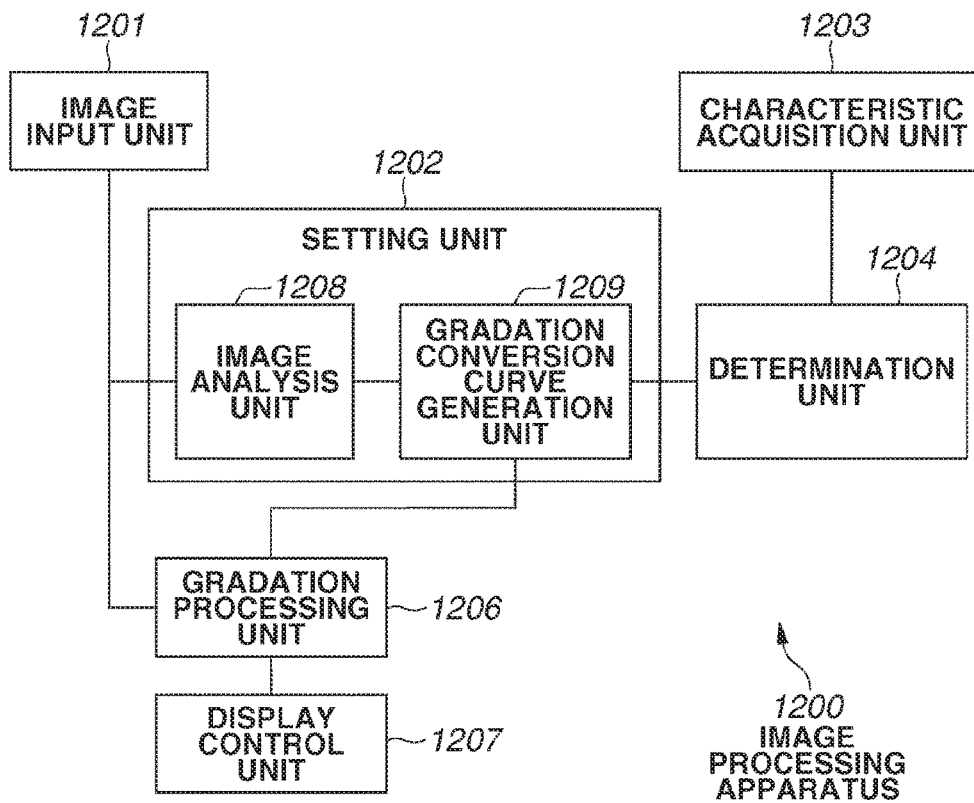 1201
IMAGE
INPUT UNIT
1203
CHARACTERISTIC
ACQUISITION UNIT
1202
SETTING UNIT
1208
IMAGE
ANALYSIS
UNIT
1209
GRADATION
CONVERSION
CURVE
GENERATION
UNIT
1204
DETERMINATION
UNIT
GRADATION
PROCESSING
UNIT
1206
DISPLAY
CONTROL
UNIT
1207
1200
IMAGE
PROCESSING
APPARATUS